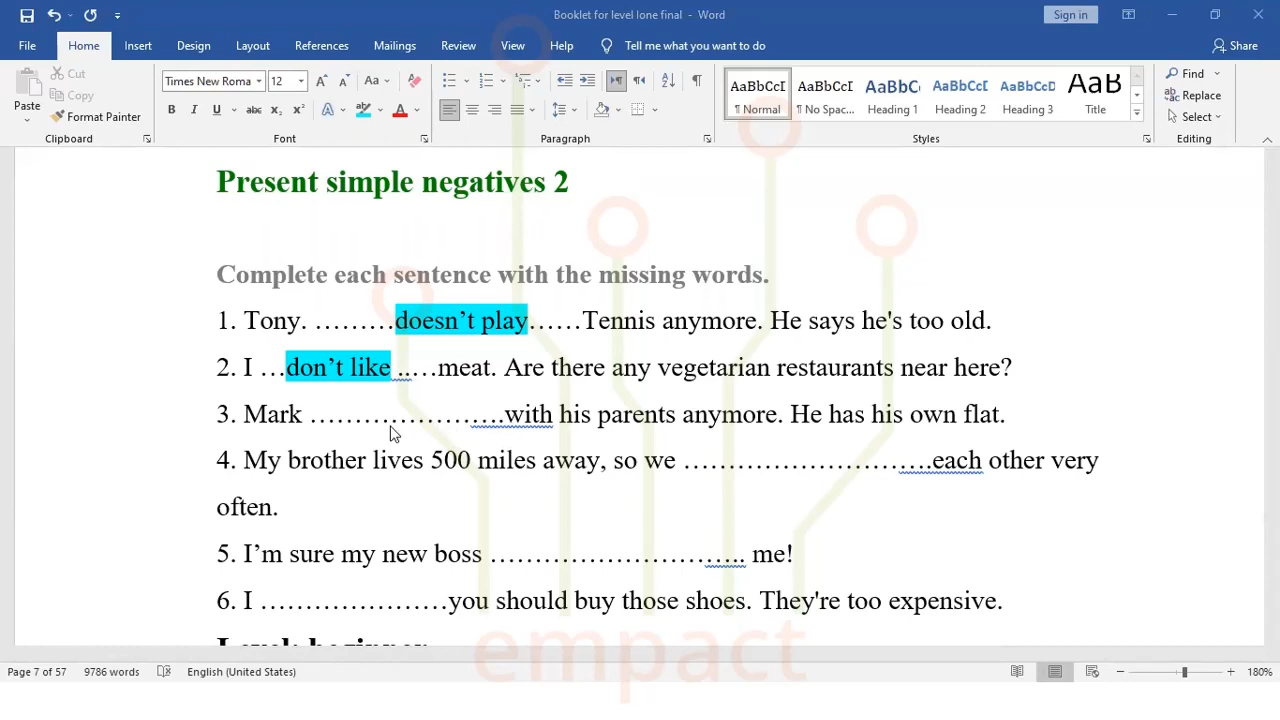 Booklet for level lone final - Word
Sign in
File Home Insert Design Layout References Mailings Review View Help Tell me what you want to do Share
Cut
Copy
Format Painter
Paste
Clipboard
Times New Roma 12
Font
Paragraph
AaBbCcI AaBbCcI AaBbCc AaBbCcI AaBbCcI AaB
¶ Normal ¶ No Spac... Heading 1 Heading 2 Heading 3 Title
Styles
Find
Replace
Select
Editing
Present simple negatives 2
Complete each sentence with the missing words.
1. Tony. ………doesn’t play……Tennis anymore. He says he's too old.
2. I …don’t like ..…meat. Are there any vegetarian restaurants near here?
3. Mark ………………….with his parents anymore. He has his own flat.
4. My brother lives 500 miles away, so we …………………….each other very
often.
5. I’m sure my new boss ……………………….. me!
6. I …………………you should buy those shoes. They're too expensive.
Level: beginner
empact
Page 7 of 57 9786 words English (United States) 180%